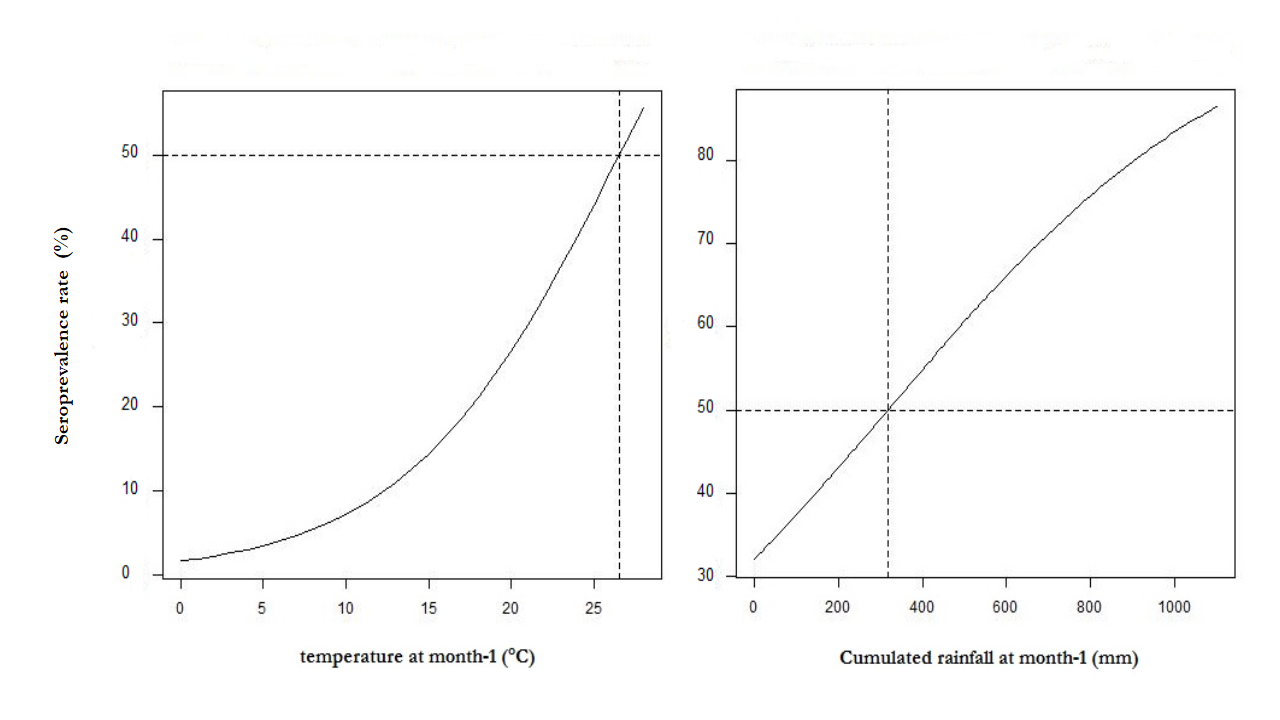 Seroprevalence rate (%)
50
40
30
20
10
0
0 5 10 15 20 25
temperature at month-1 (°C)
80
70
60
50
40
30
0 200 400 600 800 1000
Cumulated rainfall at month-1 (mm)